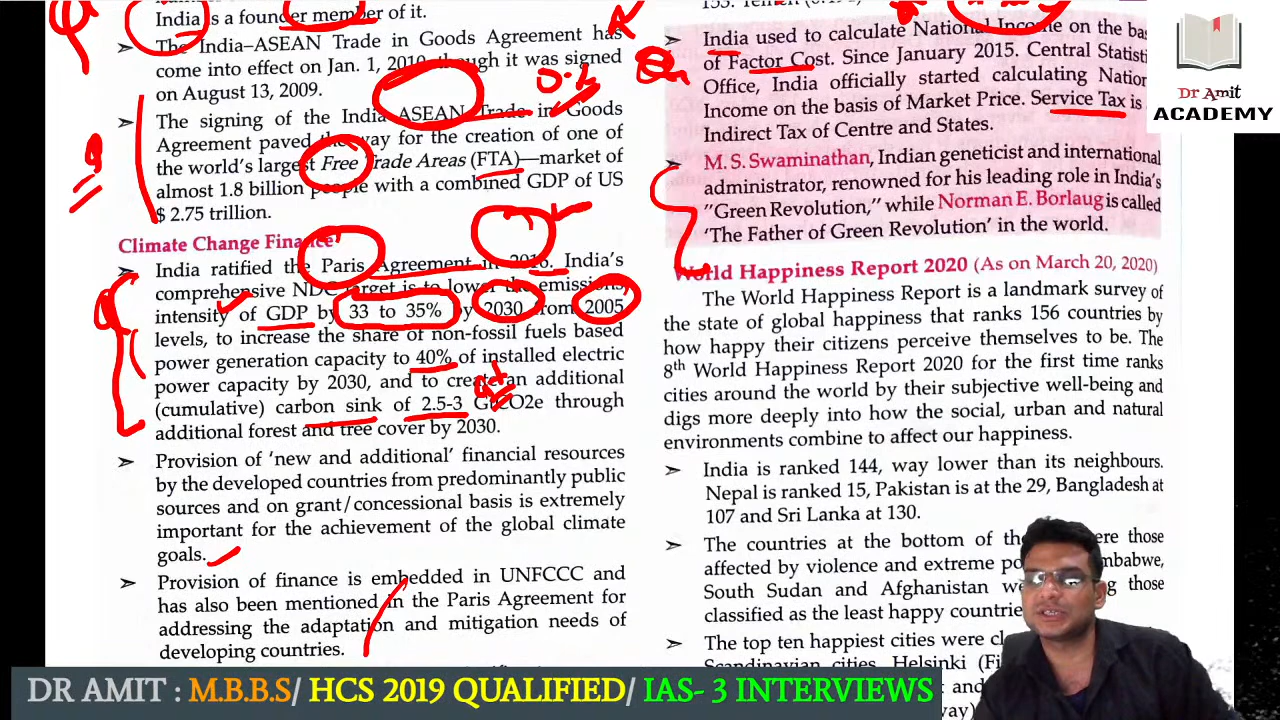 India is a founder member of it.
➢ The India–ASEAN Trade in Goods Agreement has
come into effect on Jan. 1, 2010 though it was signed
on August 13, 2009.
➢ The signing of the India ASEAN Trade in Goods
Agreement paved the way for the creation of one of
the world's largest Free Trade Areas (FTA)—market of
almost 1.8 billion people with a combined GDP of US
$ 2.75 trillion.
Climate Change Finance
➢ India ratified the Paris Agreement in 2016. India's
comprehensive NDC target is to lower the emissions
intensity of GDP by 33 to 35% by 2030 from 2005
levels, to increase the share of non-fossil fuels based
power generation capacity to 40% of installed electric
power capacity by 2030, and to create an additional
(cumulative) carbon sink of 2.5-3 GtCO2e through
additional forest and tree cover by 2030.
➢ Provision of 'new and additional' financial resources
by the developed countries from predominantly public
sources and on grant/concessional basis is extremely
important for the achievement of the global climate
goals.
➢ Provision of finance is embedded in UNFCCC and
has also been mentioned in the Paris Agreement for
addressing the adaptation and mitigation needs of
developing countries.
153. Yemen
➢ India used to calculate National Income on the bas
of Factor Cost. Since January 2015. Central Statisti
Office, India officially started calculating Nation
Income on the basis of Market Price. Service Tax is
Indirect Tax of Centre and States.
➢ M. S. Swaminathan, Indian geneticist and international
administrator, renowned for his leading role in India's
"Green Revolution," while Norman E. Borlaug is called
'The Father of Green Revolution' in the world.
World Happiness Report 2020 (As on March 20, 2020)
The World Happiness Report is a landmark survey of
the state of global happiness that ranks 156 countries by
how happy their citizens perceive themselves to be. The
8th World Happiness Report 2020 for the first time ranks
cities around the world by their subjective well-being and
digs more deeply into how the social, urban and natural
environments combine to affect our happiness.
➢ India is ranked 144, way lower than its neighbours.
Nepal is ranked 15, Pakistan is at the 29, Bangladesh at
107 and Sri Lanka at 130.
➢ The countries at the bottom of the were those
affected by violence and extreme mbabwe,
South Sudan and Afghanistan those
classified as the least happy
➢ The top ten happiest cities were
Scandinavian cities, Helsinki
Dr Amit
ACADEMY
DR AMIT : M.B.B.S/ HCS 2019 QUALIFIED/ IAS- 3 INTERVIEWS